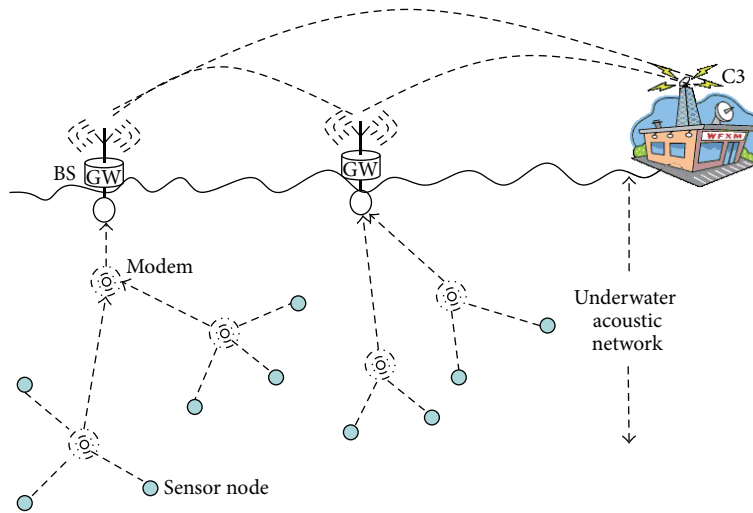 C3
WFXM
BS
GW
GW
Modem
Underwater
acoustic
network
Sensor node